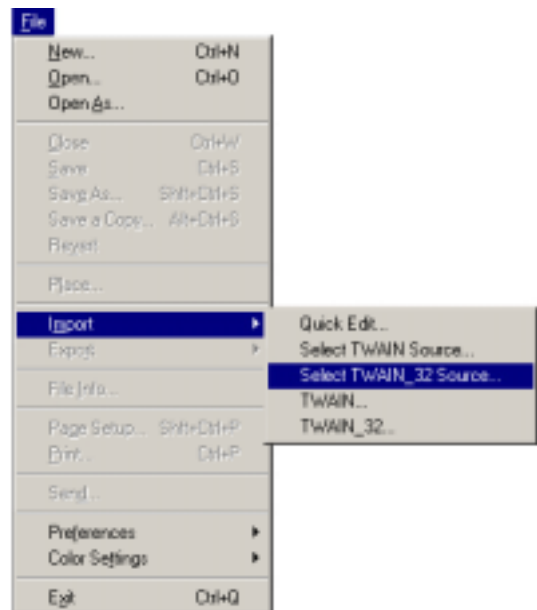 File
New... Ctrl+N
Open... Ctrl+O
Open As...
Close Ctrl+W
Save Ctrl+S
Save As... Shft+Ctrl+S
Save a Copy... Alt+Ctrl+S
Revert
Place...
Import
Export
File Info...
Page Setup... Shft+Ctrl+P
Print... Ctrl+P
Send...
Preferences
Color Settings
Exit Ctrl+Q
Quick Edit...
Select TWAIN Source...
Select TWAIN_32 Source...
TWAIN...
TWAIN_32...